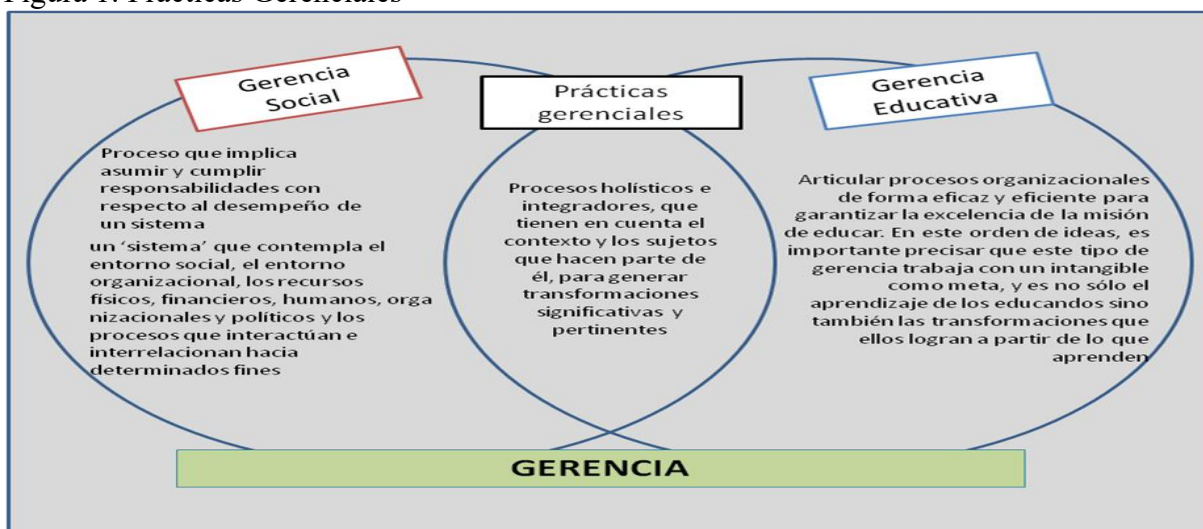 Figura 1. Prácticas Gerenciales
Gerencia
Social
Prácticas
gerenciales
Gerencia
Educativa
Proceso que implica
asumir y cumplir
responsabilidades con
respecto al desempeño de
un sistema
un ‘sistema’ que contempla el
entorno social, el entorno
organizacional, los recursos
físicos, financieros, humanos, orga
nizacionales y políticos y los
procesos que interactúan e
interrelacionan hacia
determinados fines
Procesos holísticos e
integradores, que
tienen en cuenta el
contexto y los sujetos
que hacen parte de
él, para generar
transformaciones
significativas y
pertinentes
Articular procesos organizacionales
de forma eficaz y eficiente para
garantizar la excelencia de la misión
de educar. En este orden de ideas, es
importante precisar que este tipo de
gerencia trabaja con un intangible
como meta, y es no sólo el
aprendizaje de los educandos sino
también las transformaciones que
ellos logran a partir de lo que
aprenden
GERENCIA